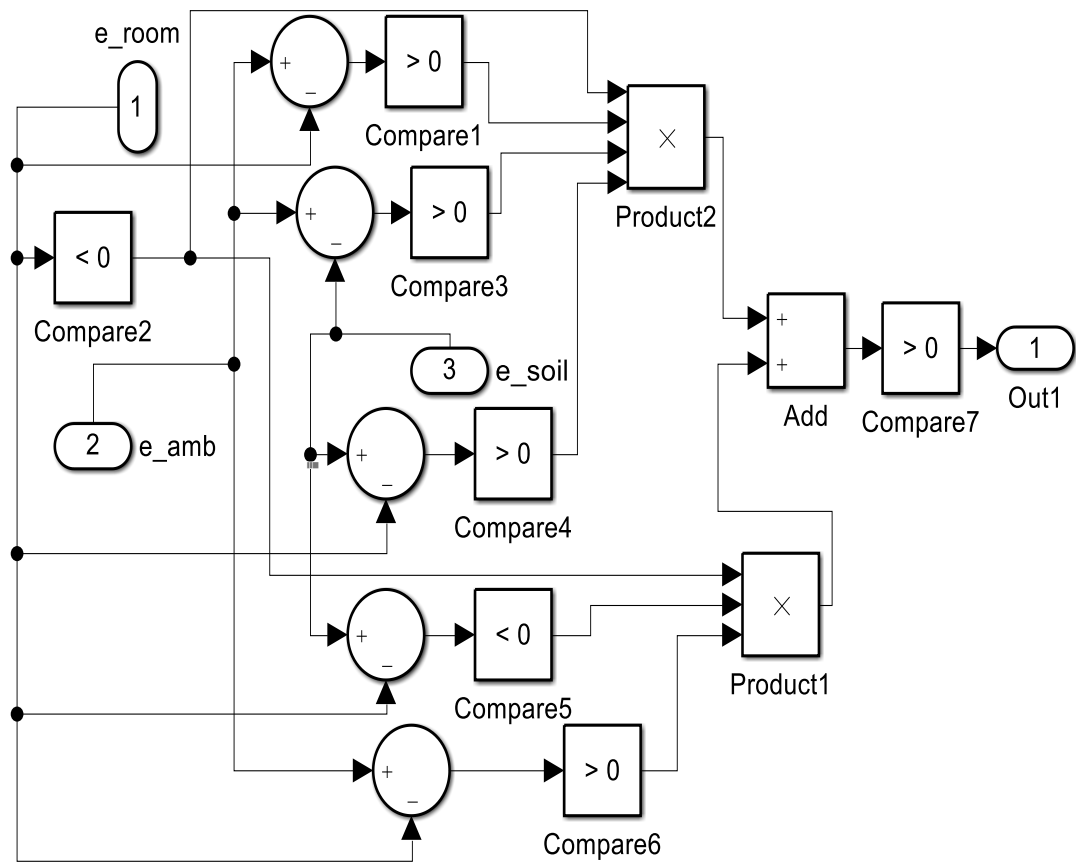 e_room
1
+
−
> 0
Compare1
×
Product2
+
−
> 0
Compare3
< 0
Compare2
3
e_soil
2
e_amb
+
+
Add
> 0
Compare7
1
Out1
+
−
> 0
Compare4
+
−
< 0
Compare5
×
Product1
+
−
> 0
Compare6